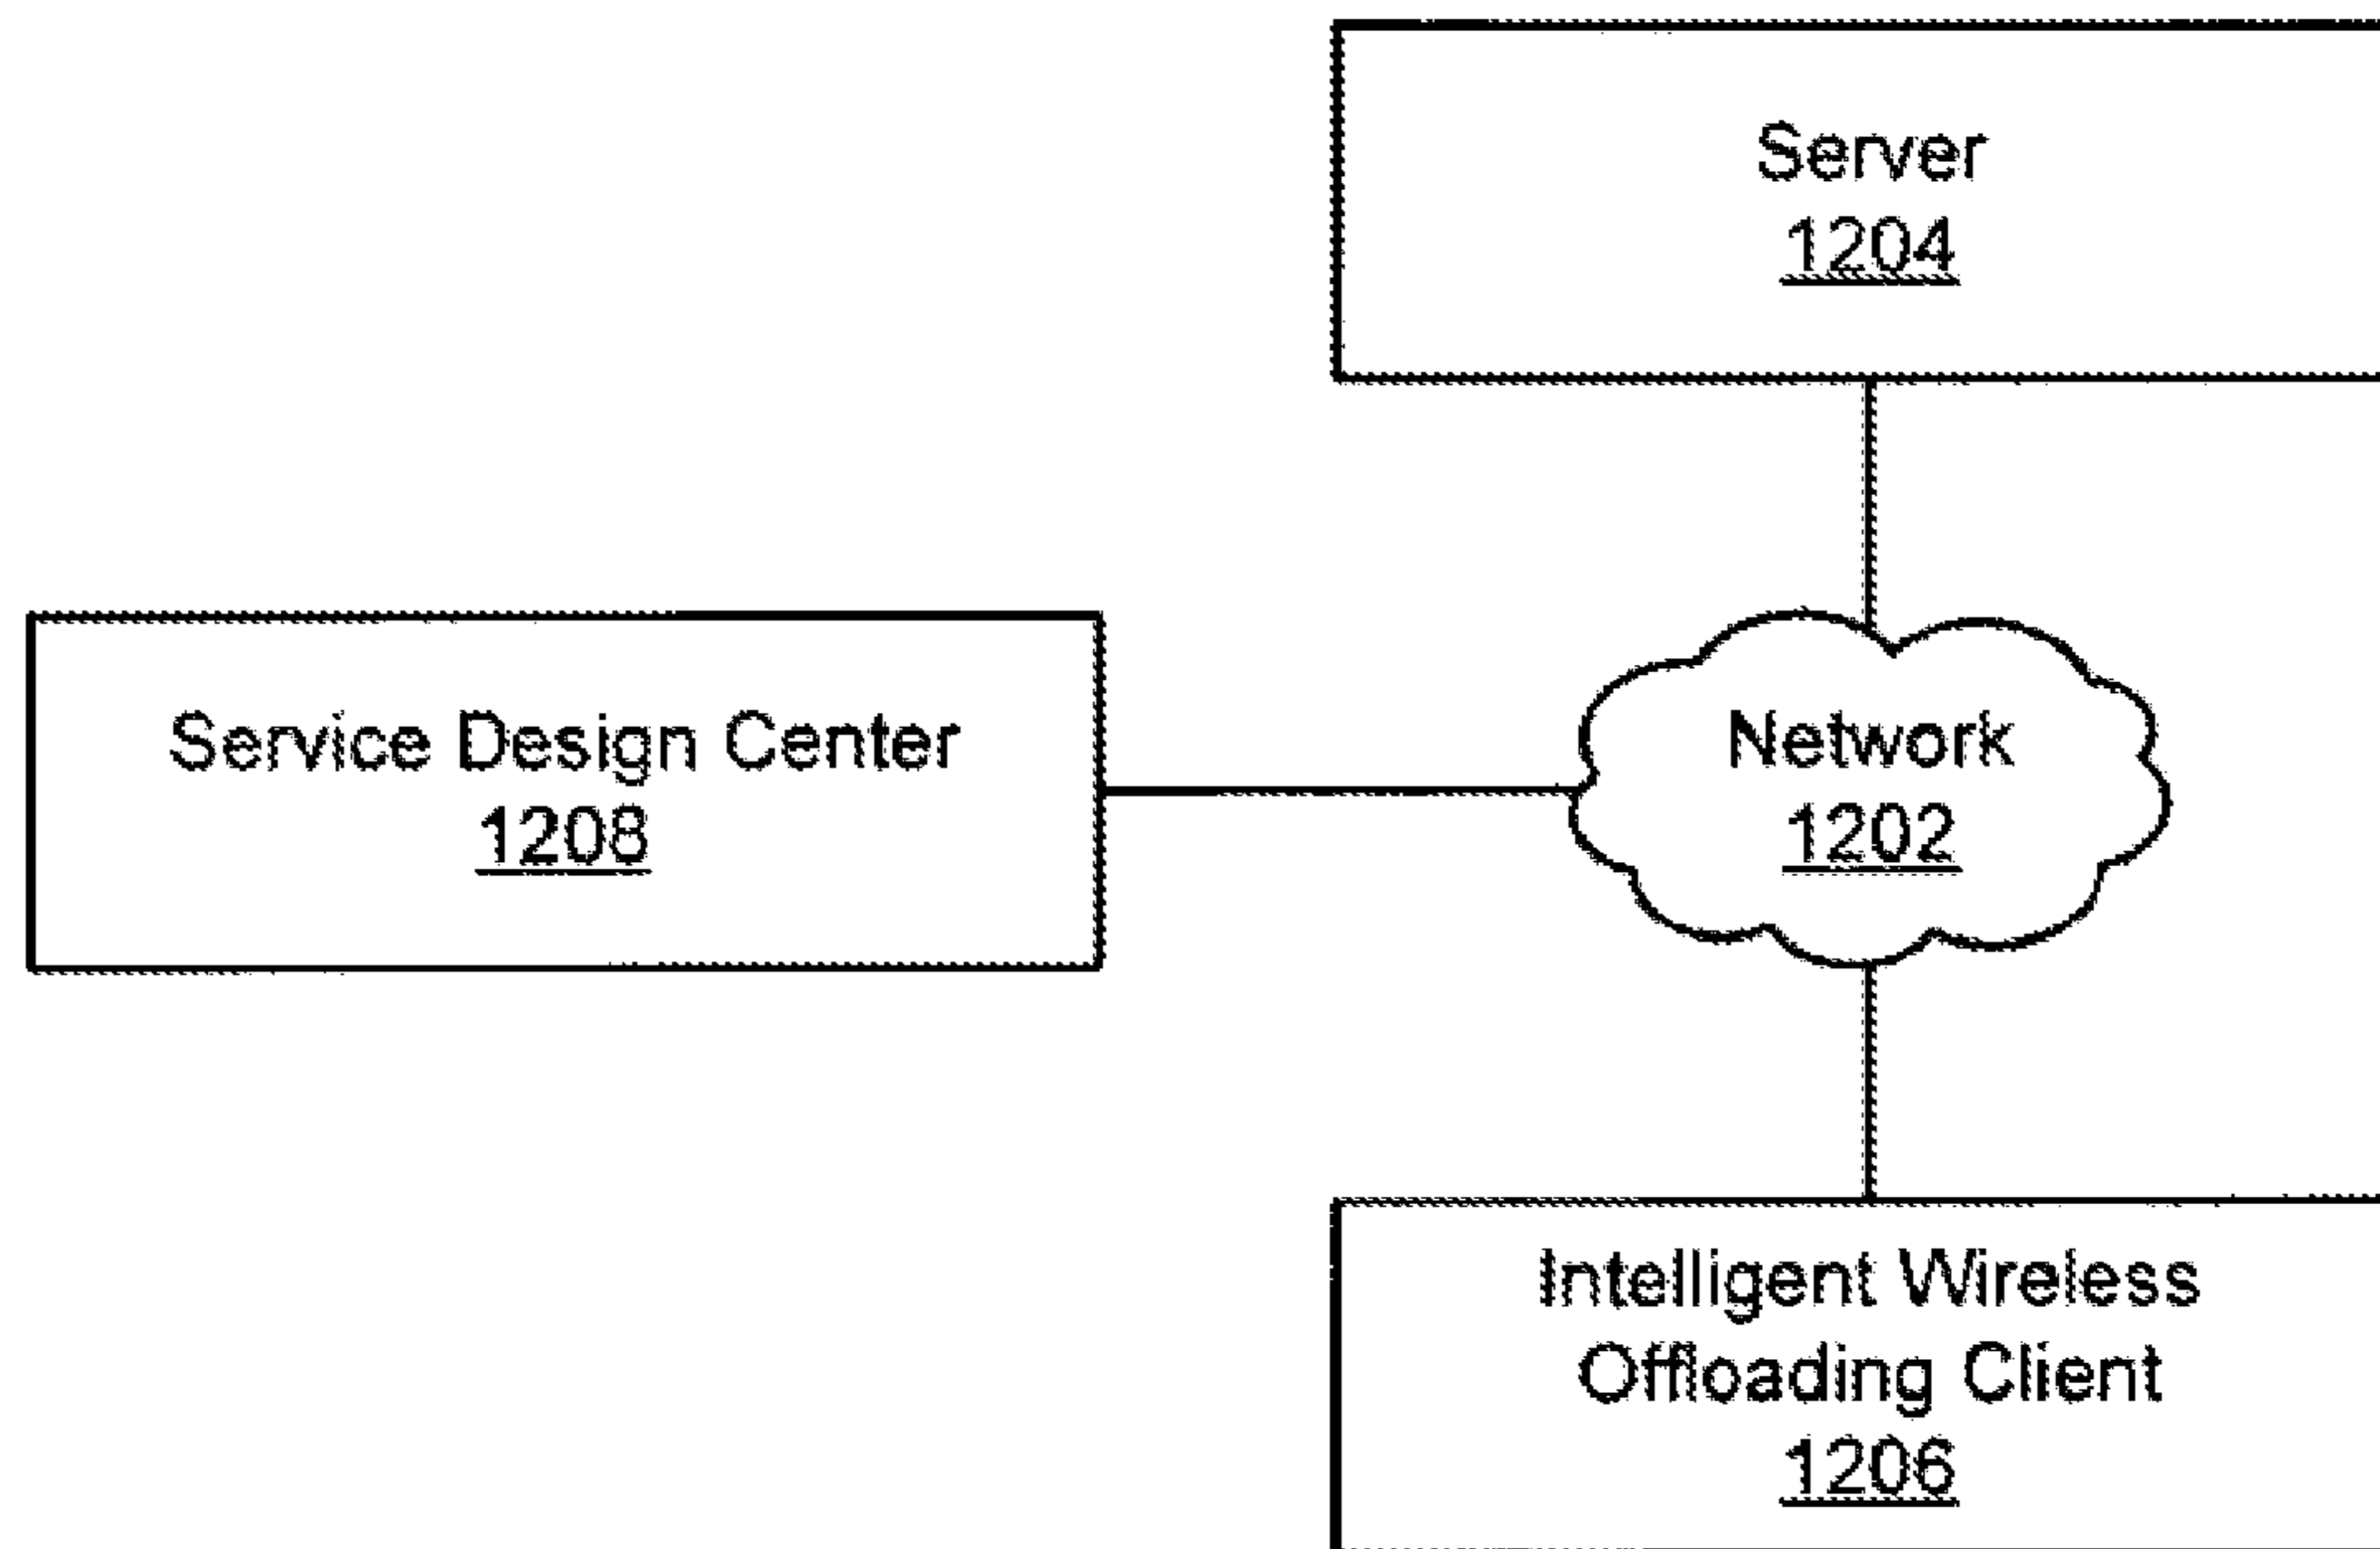 Server
1204
Service Design Center
1208
Network
1202
Intelligent Wireless
Offloading Client
1206